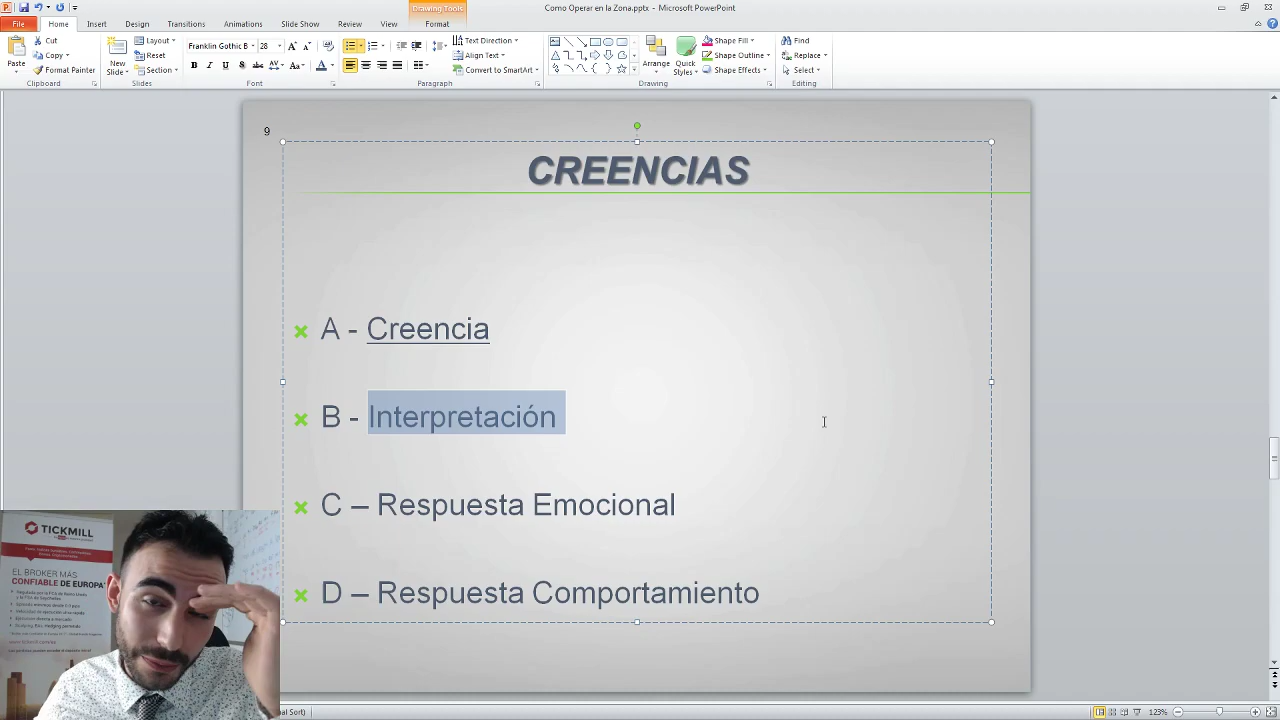 Drawing Tools
Como Operar en la Zona.pptx - Microsoft PowerPoint
File Home Insert Design Transitions Animations Slide Show Review View Format
Paste
Cut
Copy
Format Painter
Clipboard
New Slide
Layout
Reset
Section
Slides
Franklin Gothic B 28
Font
Text Direction
Align Text
Convert to SmartArt
Paragraph
Arrange
Quick Styles
Shape Fill
Shape Outline
Shape Effects
Drawing
Find
Replace
Select
Editing
9
CREENCIAS
A - Creencia
B - Interpretación
C – Respuesta Emocional
D – Respuesta Comportamiento
TICKMILL
EL BROKER MÁS
CONFIABLE DE EUROPA
123%